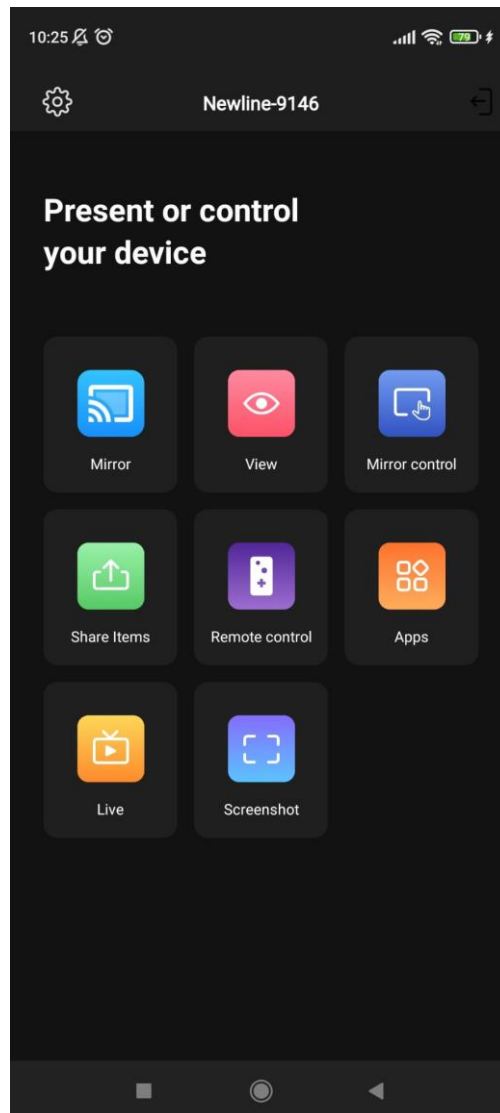 10:25
79
Newline-9146
Present or control
your device
Mirror
View
Mirror control
Share Items
Remote control
Apps
Live
Screenshot